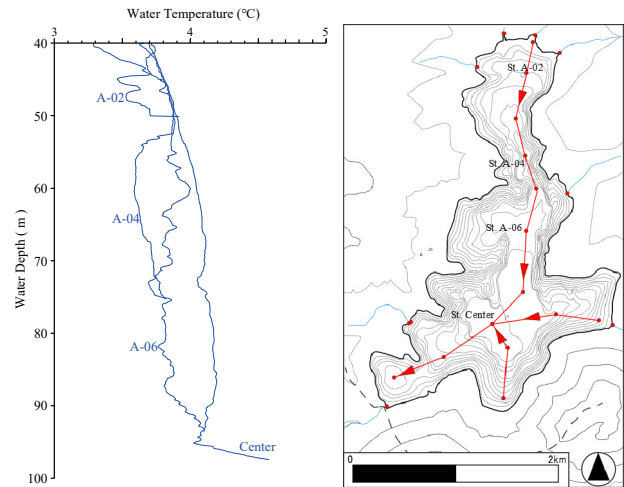 Water Temperature (℃)
3
4
5
40
50
60
70
80
90
100
Water Depth ( m )
A-02
A-04
A-06
Center
St. A-02
St. A-04
St. A-06
St. Center
0
2km